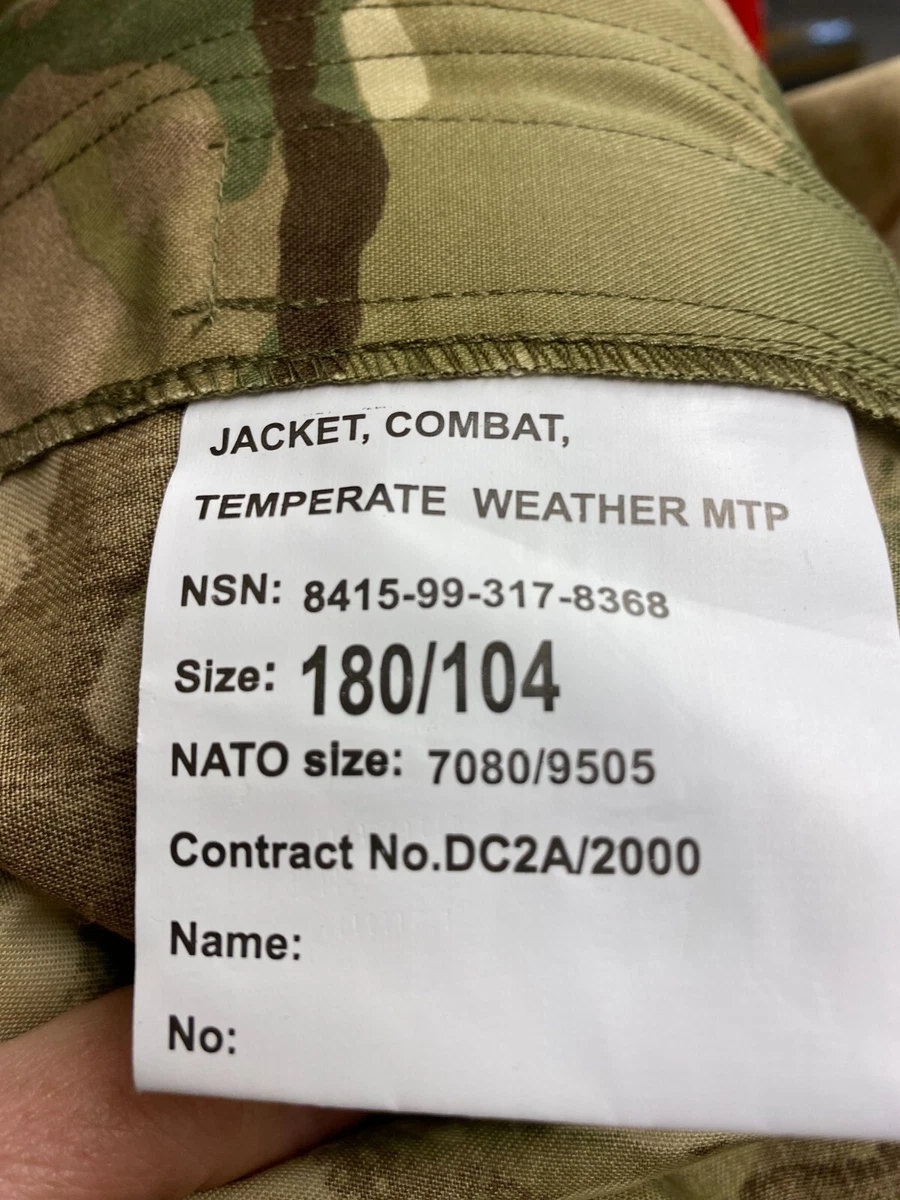 JACKET, COMBAT,
TEMPERATE WEATHER MTP
NSN: 8415-99-317-8368
Size: 180/104
NATO size: 7080/9505
Contract No.DC2A/2000
Name:
No: